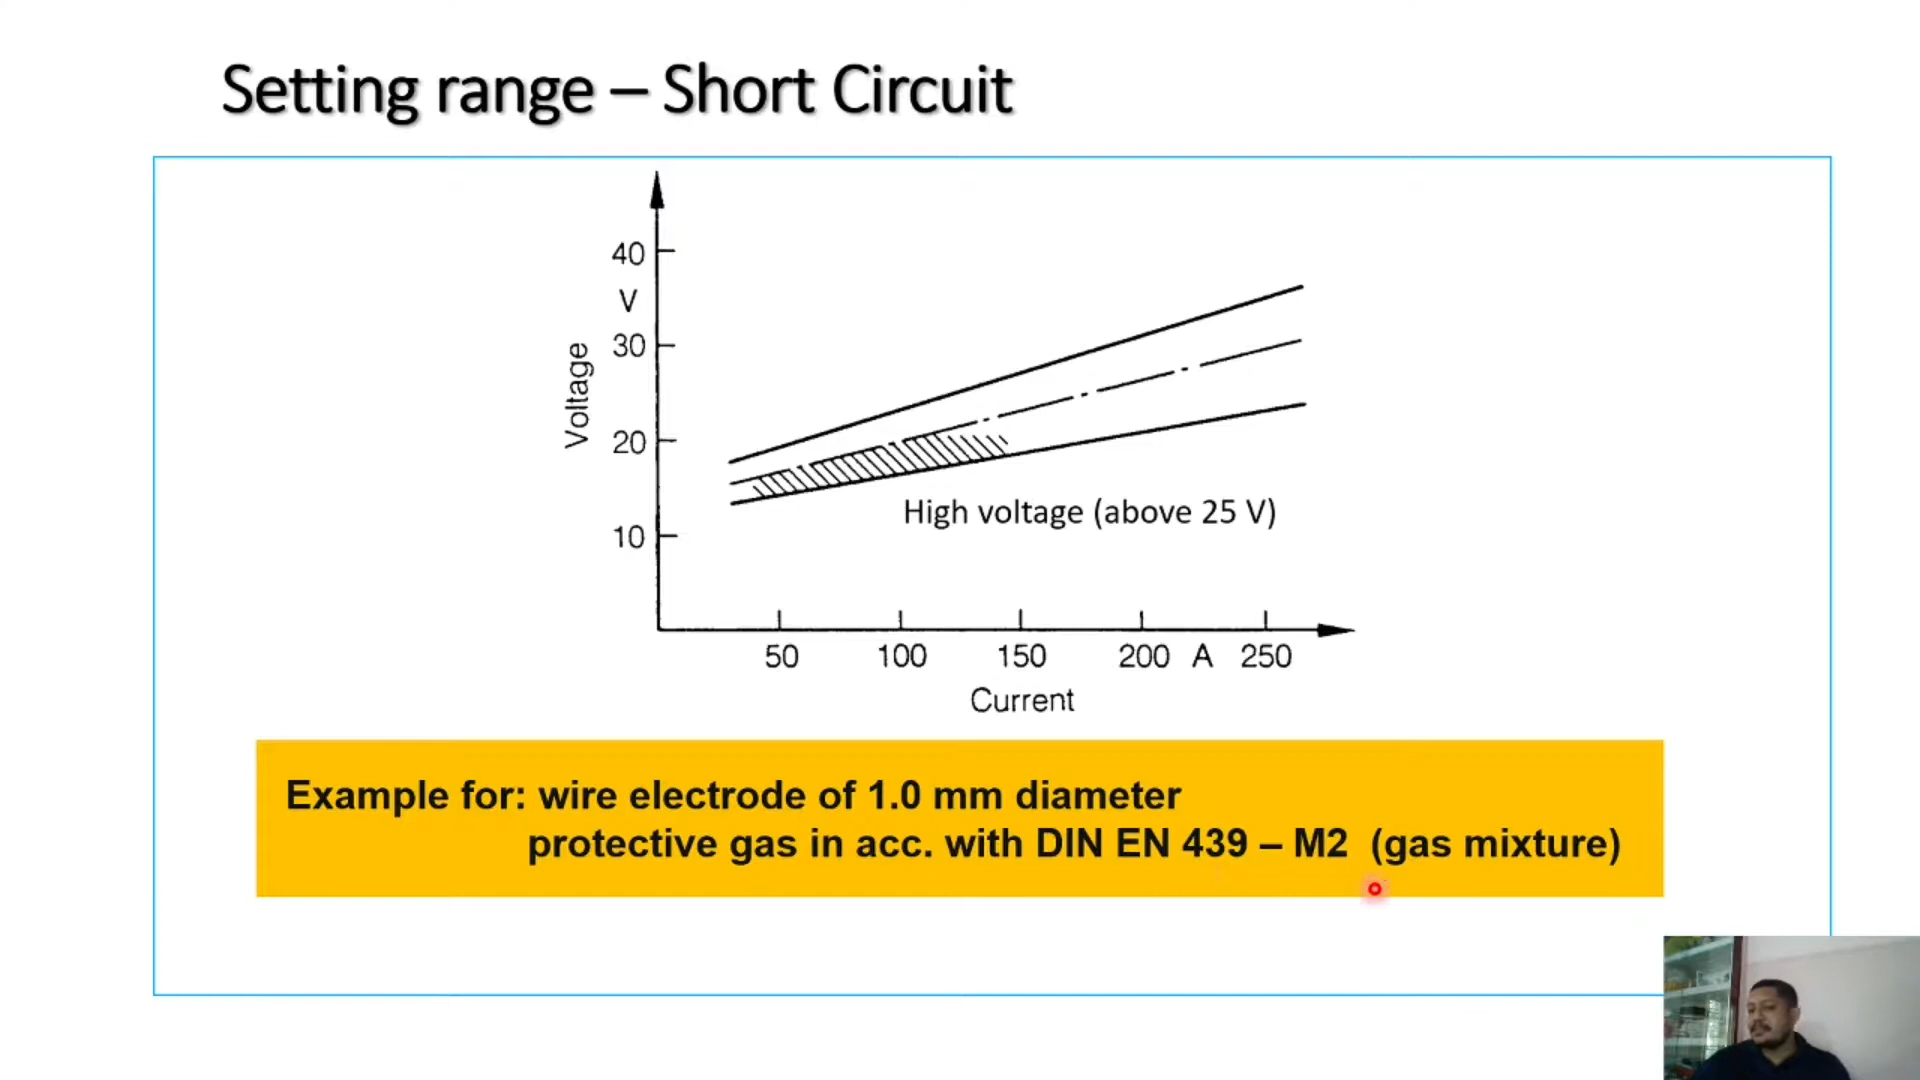 Setting range – Short Circuit
40
V
30
20
10
Voltage
High voltage (above 25 V)
50 100 150 200 A 250
Current
Example for: wire electrode of 1.0 mm diameter
protective gas in acc. with DIN EN 439 – M2 (gas mixture)